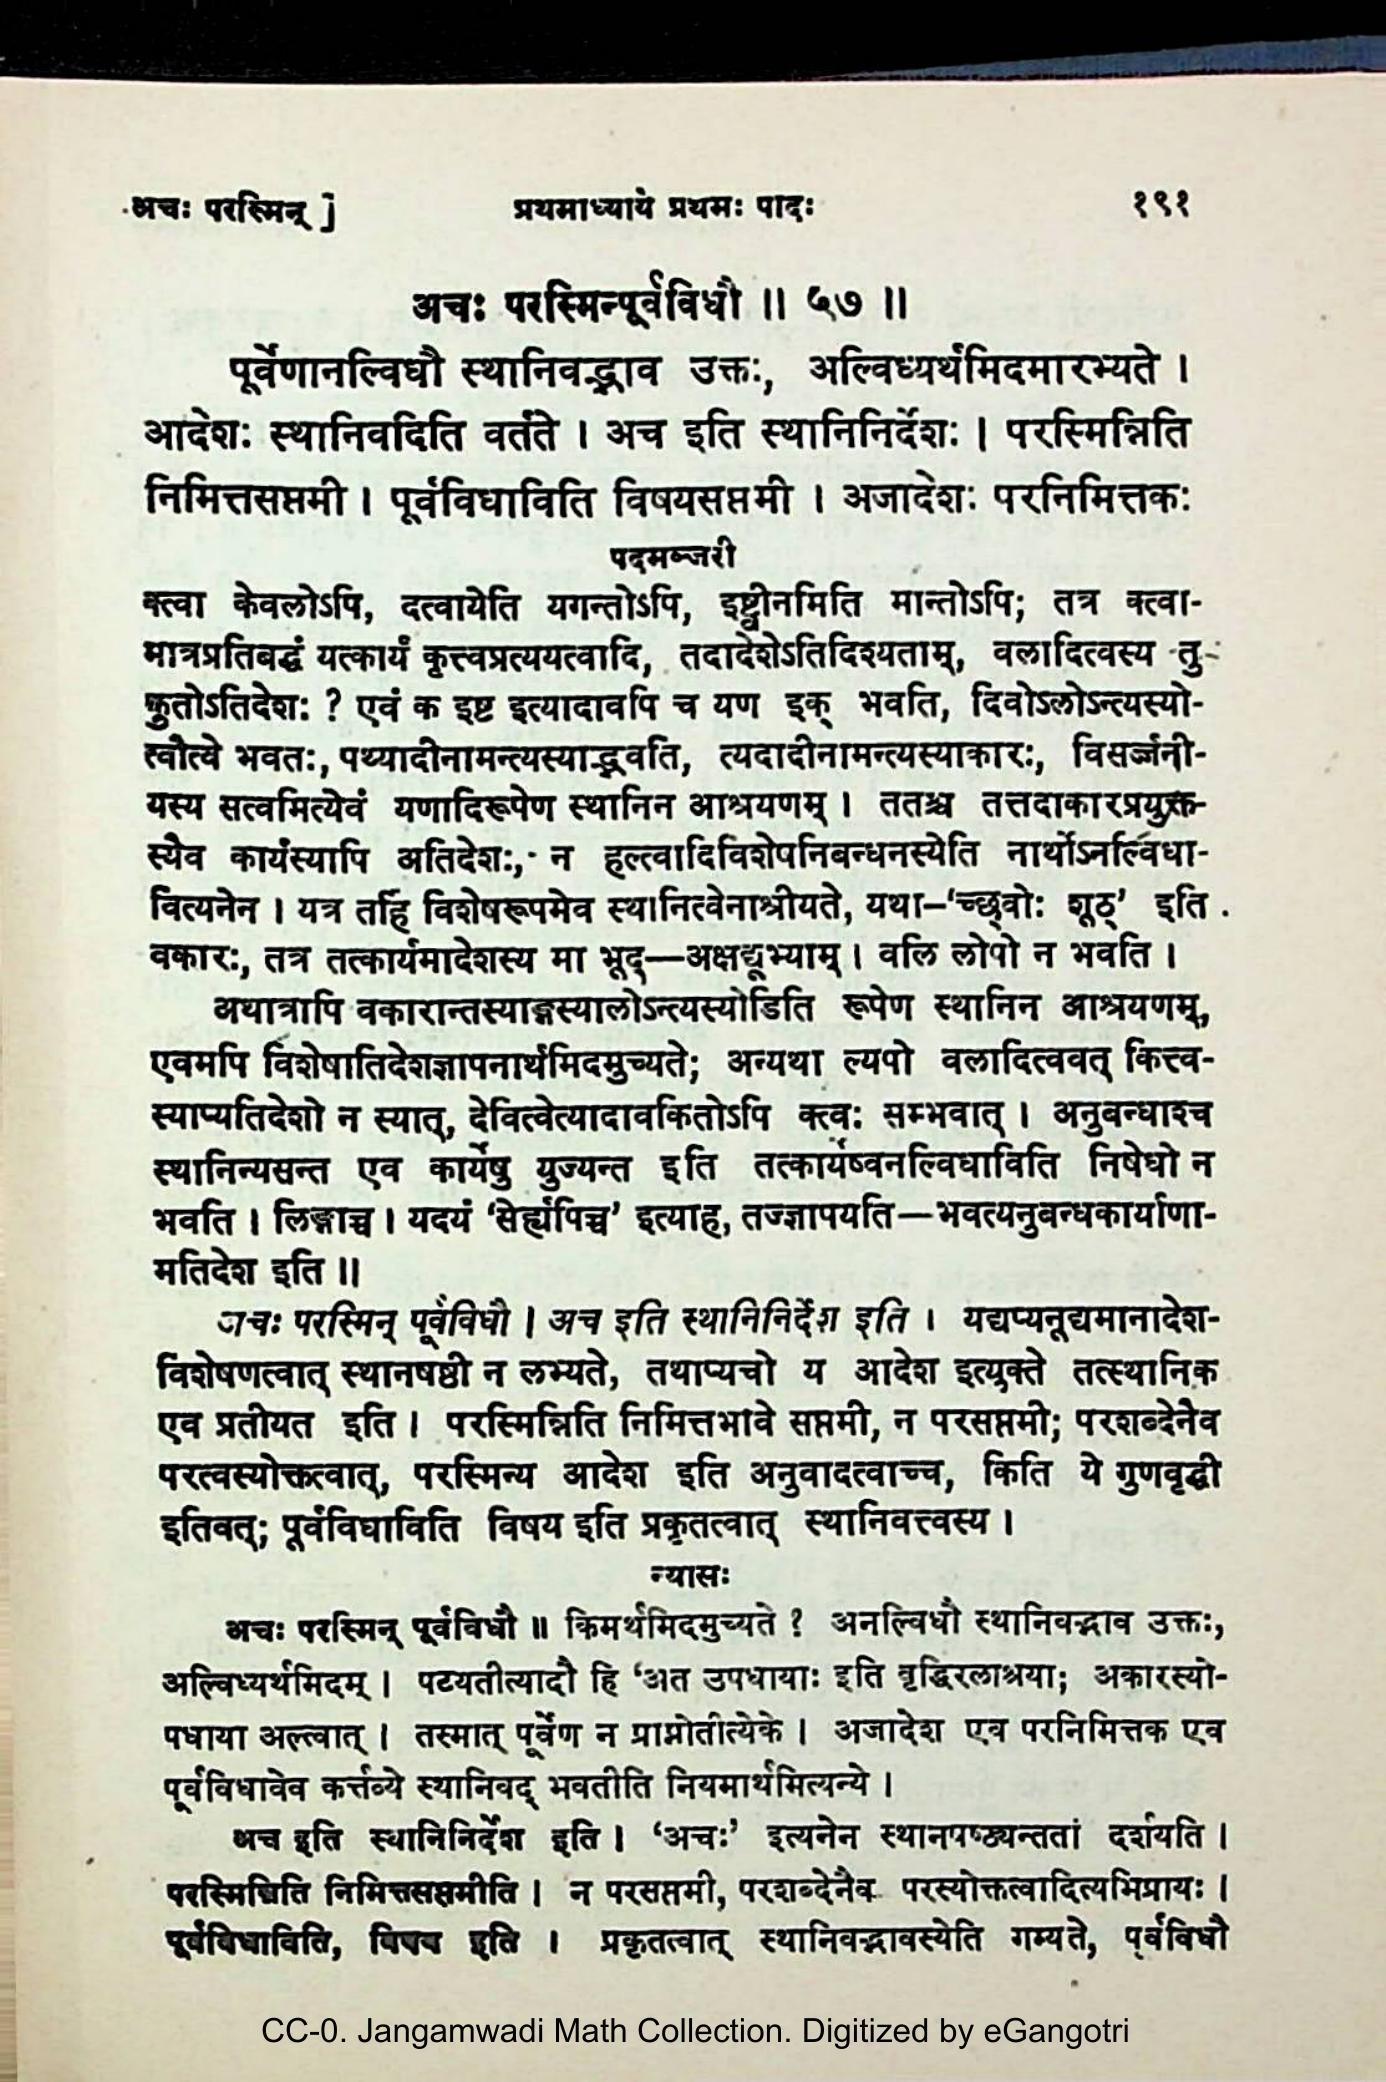 अचः परस्मिन् ] प्रथमाध्याये प्रथमः पादः १९१
अचः परस्मिन्पूर्वविधौ ॥ ५७ ॥
पूर्वेणानल्विधौ स्थानिवद्भाव उक्तः, अल्विध्यर्थमिदमारभ्यते ।
आदेशः स्थानिवदिति वर्तते । अच इति स्थानिनिर्देशः । परस्मिन्निति
निमित्तसप्तमी । पूर्वविधाविति विषयसप्तमी । अजादेशः परनिमित्तकः
पदमञ्जरी
क्त्वा केवलोऽपि, दत्वायेति यगन्तोऽपि, इष्ट्वीनमिति मान्तोऽपि; तत्र क्त्वा-
मात्रप्रतिबद्धं यत्कार्यं कृत्त्वप्रत्ययत्वादि, तदादेशेऽतिदिश्यताम्, वलादित्वस्य तु
कुतोऽतिदेशः ? एवं क इष्ट इत्यादावपि च यण इक् भवति, दिवोऽलोऽन्त्यस्यो-
त्वौत्ये भवतः, पथ्यादीनामन्त्यस्याद्भवति, त्यदादीनामन्त्यस्याकारः, विसर्ज्जनी-
यस्य सत्वमित्येवं यणादिरूपेण स्थानिन आश्रयणम् । ततश्च तत्तदाकारप्रयुक्त-
स्यैव कार्यस्यापि अतिदेशः, न हल्त्वादिविशेषनिबन्धनस्येति नार्थोऽनल्विधा-
वित्यनेन । यत्र तर्हि विशेषरूपमेव स्थानित्वेनाश्रीयते, यथा–‘च्छ्वोः शूठ्’ इति
वकारः, तत्र तत्कार्यमादेशस्य मा भूद्—अक्षद्यूभ्याम् । वलि लोपो न भवति ।
अथात्रापि वकारान्तस्याङ्गस्यालोऽन्त्यस्योडिति रूपेण स्थानिन आश्रयणम्,
एवमपि विशेषातिदेशज्ञापनार्थमिदमुच्यते; अन्यथा ल्यपो वलादित्ववत् कित्त्व-
स्याप्यतिदेशो न स्यात्, देवित्वेत्यादावकितोऽपि क्त्वः सम्भवात् । अनुबन्धाश्च
स्थानिन्यसन्त एव कार्येषु युज्यन्त इति तत्कार्येष्वनल्विधाविति निषेधो न
भवति । लिङ्गाच्च । यदयं ‘सेर्ह्यपिच्च’ इत्याह, तज्ज्ञापयति—भवत्यनुबन्धकार्याणा-
मतिदेश इति ॥
अचः परस्मिन् पूर्वविधौ । अच इति स्थानिनिर्देश इति । यद्यप्यनूद्यमानादेश-
विशेषणत्वात् स्थानषष्ठी न लभ्यते, तथाप्यचो य आदेश इत्युक्ते तत्स्थानिक
एव प्रतीयत इति । परस्मिन्निति निमित्तभावे सप्तमी, न परसप्तमी; परशब्देनैव
परत्वस्योक्तत्वात्, परस्मिन्य आदेश इति अनुवादत्वाच्च, किति ये गुणवृद्धी
इतिवत्; पूर्वविधाविति विषय इति प्रकृतत्वात् स्थानिवत्त्वस्य ।
न्यासः
अचः परस्मिन् पूर्वविधौ ॥ किमर्थमिदमुच्यते ? अनल्विधौ स्थानिवद्भाव उक्तः,
अल्विध्यर्थमिदम् । पटयतीत्यादौ हि ‘अत उपधायाः इति वृद्धिरलाश्रया; अकारस्यो-
पधाया अल्त्वात् । तस्मात् पूर्वेण न प्राप्नोतीत्येके । अजादेश एव परनिमित्तक एव
पूर्वविधावेव कर्त्तव्ये स्थानिवद् भवतीति नियमार्थमित्यन्ये ।
अच इति स्थानिनिर्देश इति । ‘अचः’ इत्यनेन स्थानषष्ठ्यन्ततां दर्शयति ।
परस्मिन्निति निमित्तसप्तमीति । न परसप्तमी, परशब्देनैव परस्योक्तत्वादित्यभिप्रायः ।
पूर्वविधाविति, विषय इति । प्रकृतत्वात् स्थानिवद्भावस्येति गम्यते, पूर्वविधौ
CC-0. Jangamwadi Math Collection. Digitized by eGangotri